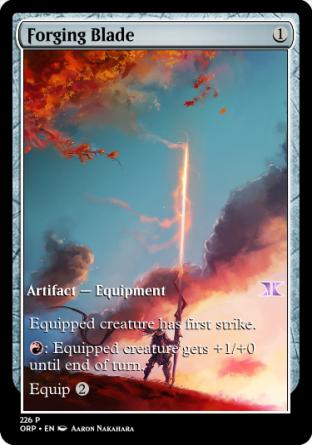 Forging Blade 1
Artifact — Equipment
Equipped creature has first strike.
: Equipped creature gets +1/+0
until end of turn.
Equip 2
226 P
ORP • EN Aaron Nakahara